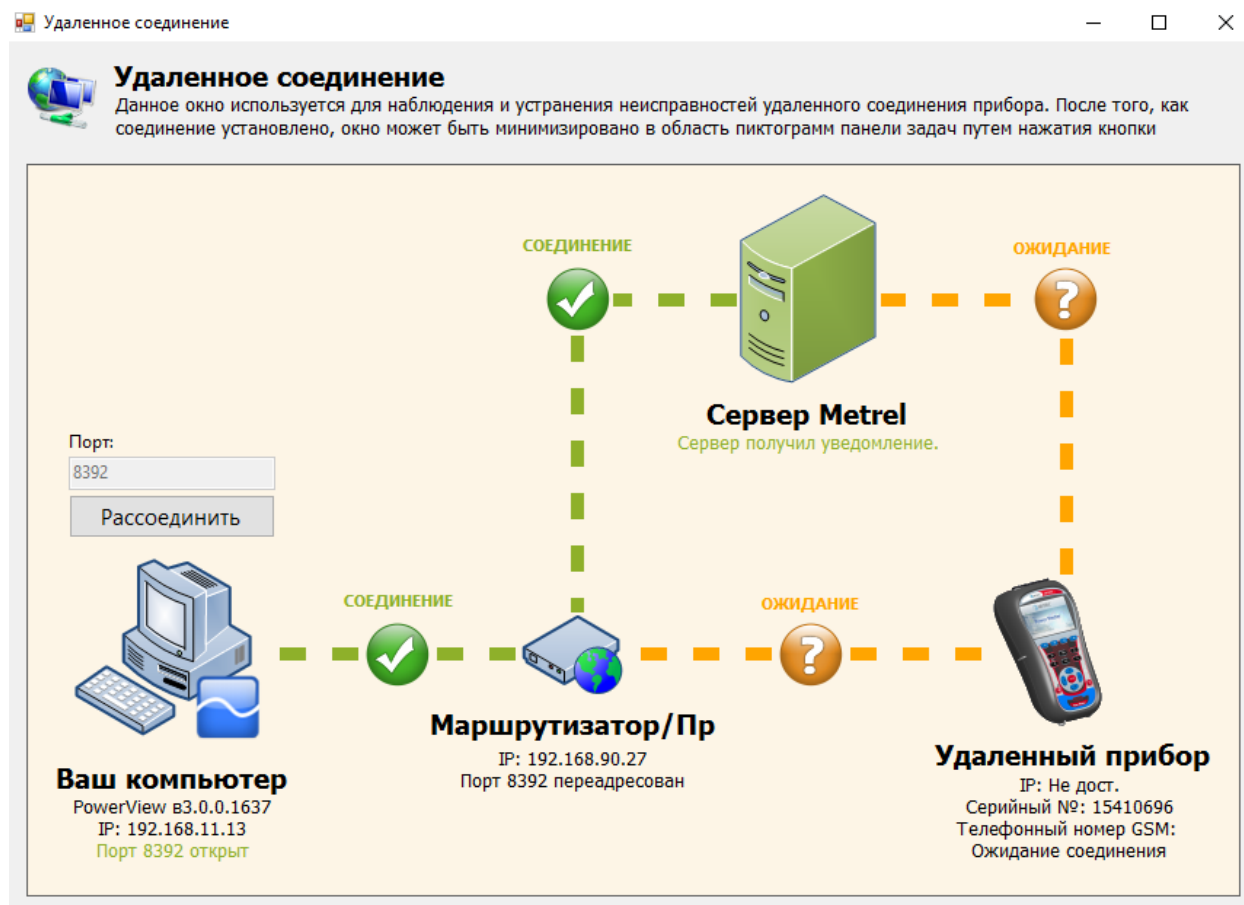 Удаленное соединение
Удаленное соединение
Данное окно используется для наблюдения и устранения неисправностей удаленного соединения прибора. После того, как
соединение установлено, окно может быть минимизировано в область пиктограмм панели задач путем нажатия кнопки
СОЕДИНЕНИЕ
ОЖИДАНИЕ
Сервер Metrel
Сервер получил уведомление.
Порт:
8392
Рассоединить
СОЕДИНЕНИЕ
ОЖИДАНИЕ
Маршрутизатор/Пр
IP: 192.168.90.27
Порт 8392 переадресован
Ваш компьютер
PowerView в3.0.0.1637
IP: 192.168.11.13
Порт 8392 открыт
Удаленный прибор
IP: Не дост.
Серийный №: 15410696
Телефонный номер GSM:
Ожидание соединения